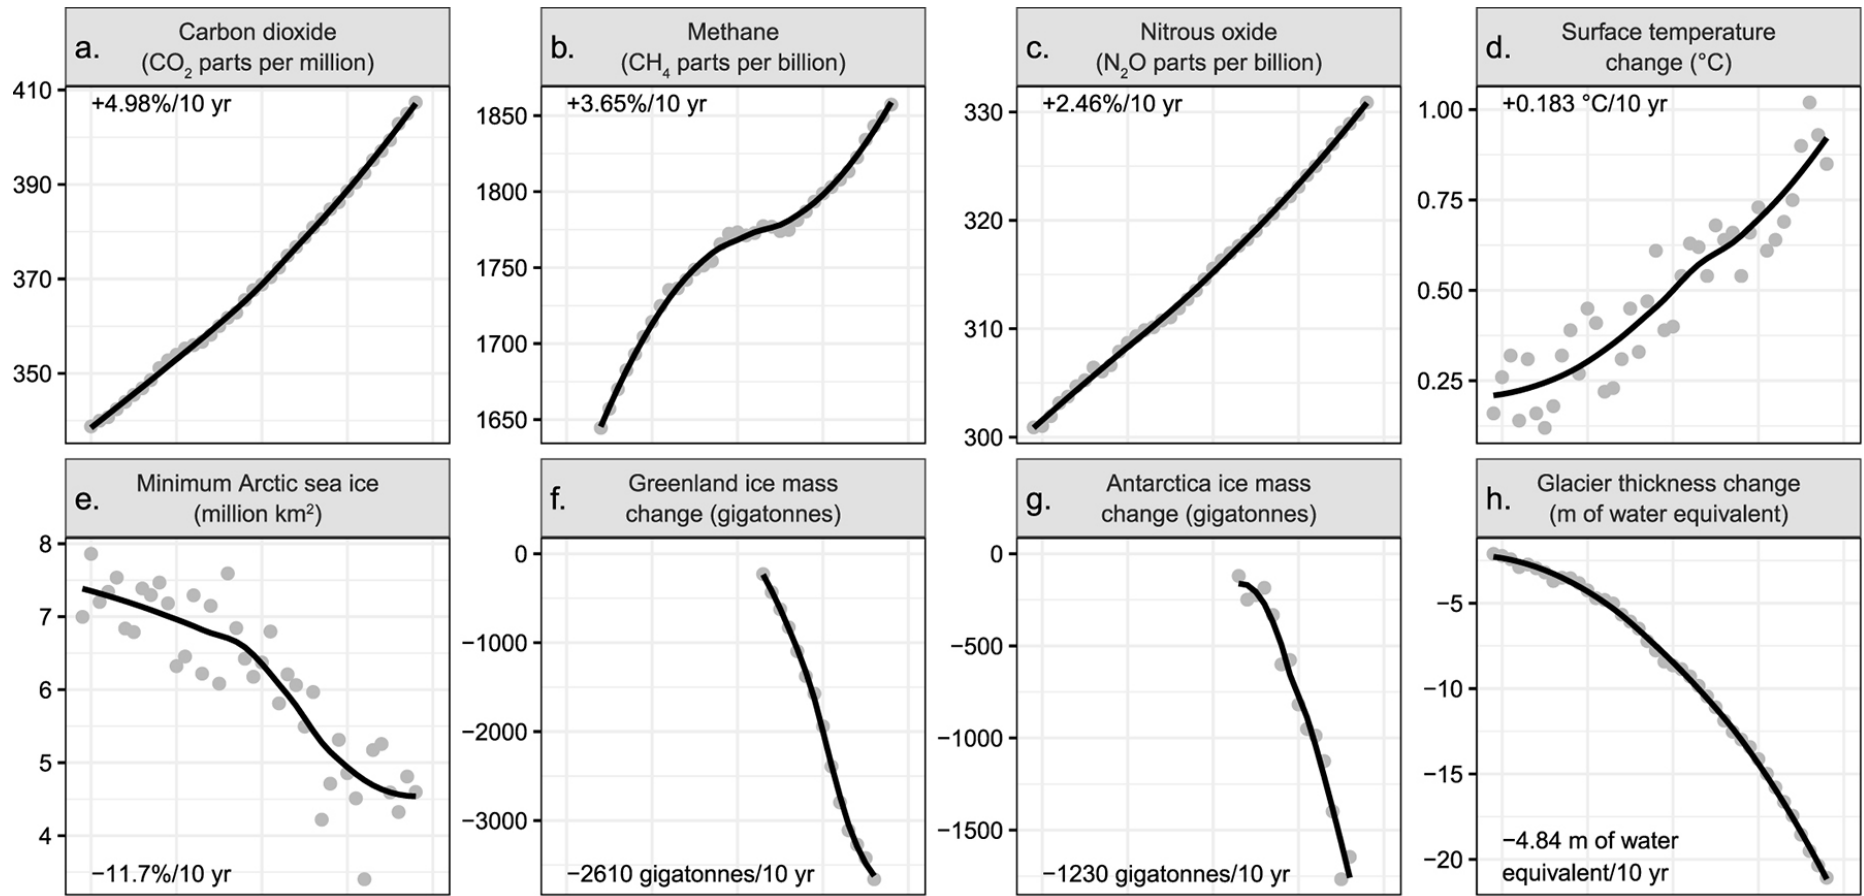 a.
Carbon dioxide
(CO₂ parts per million)
+4.98%/10 yr
410
390
370
350
b.
Methane
(CH₄ parts per billion)
+3.65%/10 yr
1850
1800
1750
1700
1650
c.
Nitrous oxide
(N₂O parts per billion)
+2.46%/10 yr
330
320
310
300
d.
Surface temperature
change (°C)
+0.183 °C/10 yr
1.00
0.75
0.50
0.25
e.
Minimum Arctic sea ice
(million km²)
8
7
6
5
4
−11.7%/10 yr
f.
Greenland ice mass
change (gigatonnes)
0
−1000
−2000
−3000
−2610 gigatonnes/10 yr
g.
Antarctica ice mass
change (gigatonnes)
0
−500
−1000
−1500
−1230 gigatonnes/10 yr
h.
Glacier thickness change
(m of water equivalent)
−5
−10
−15
−20
−4.84 m of water
equivalent/10 yr